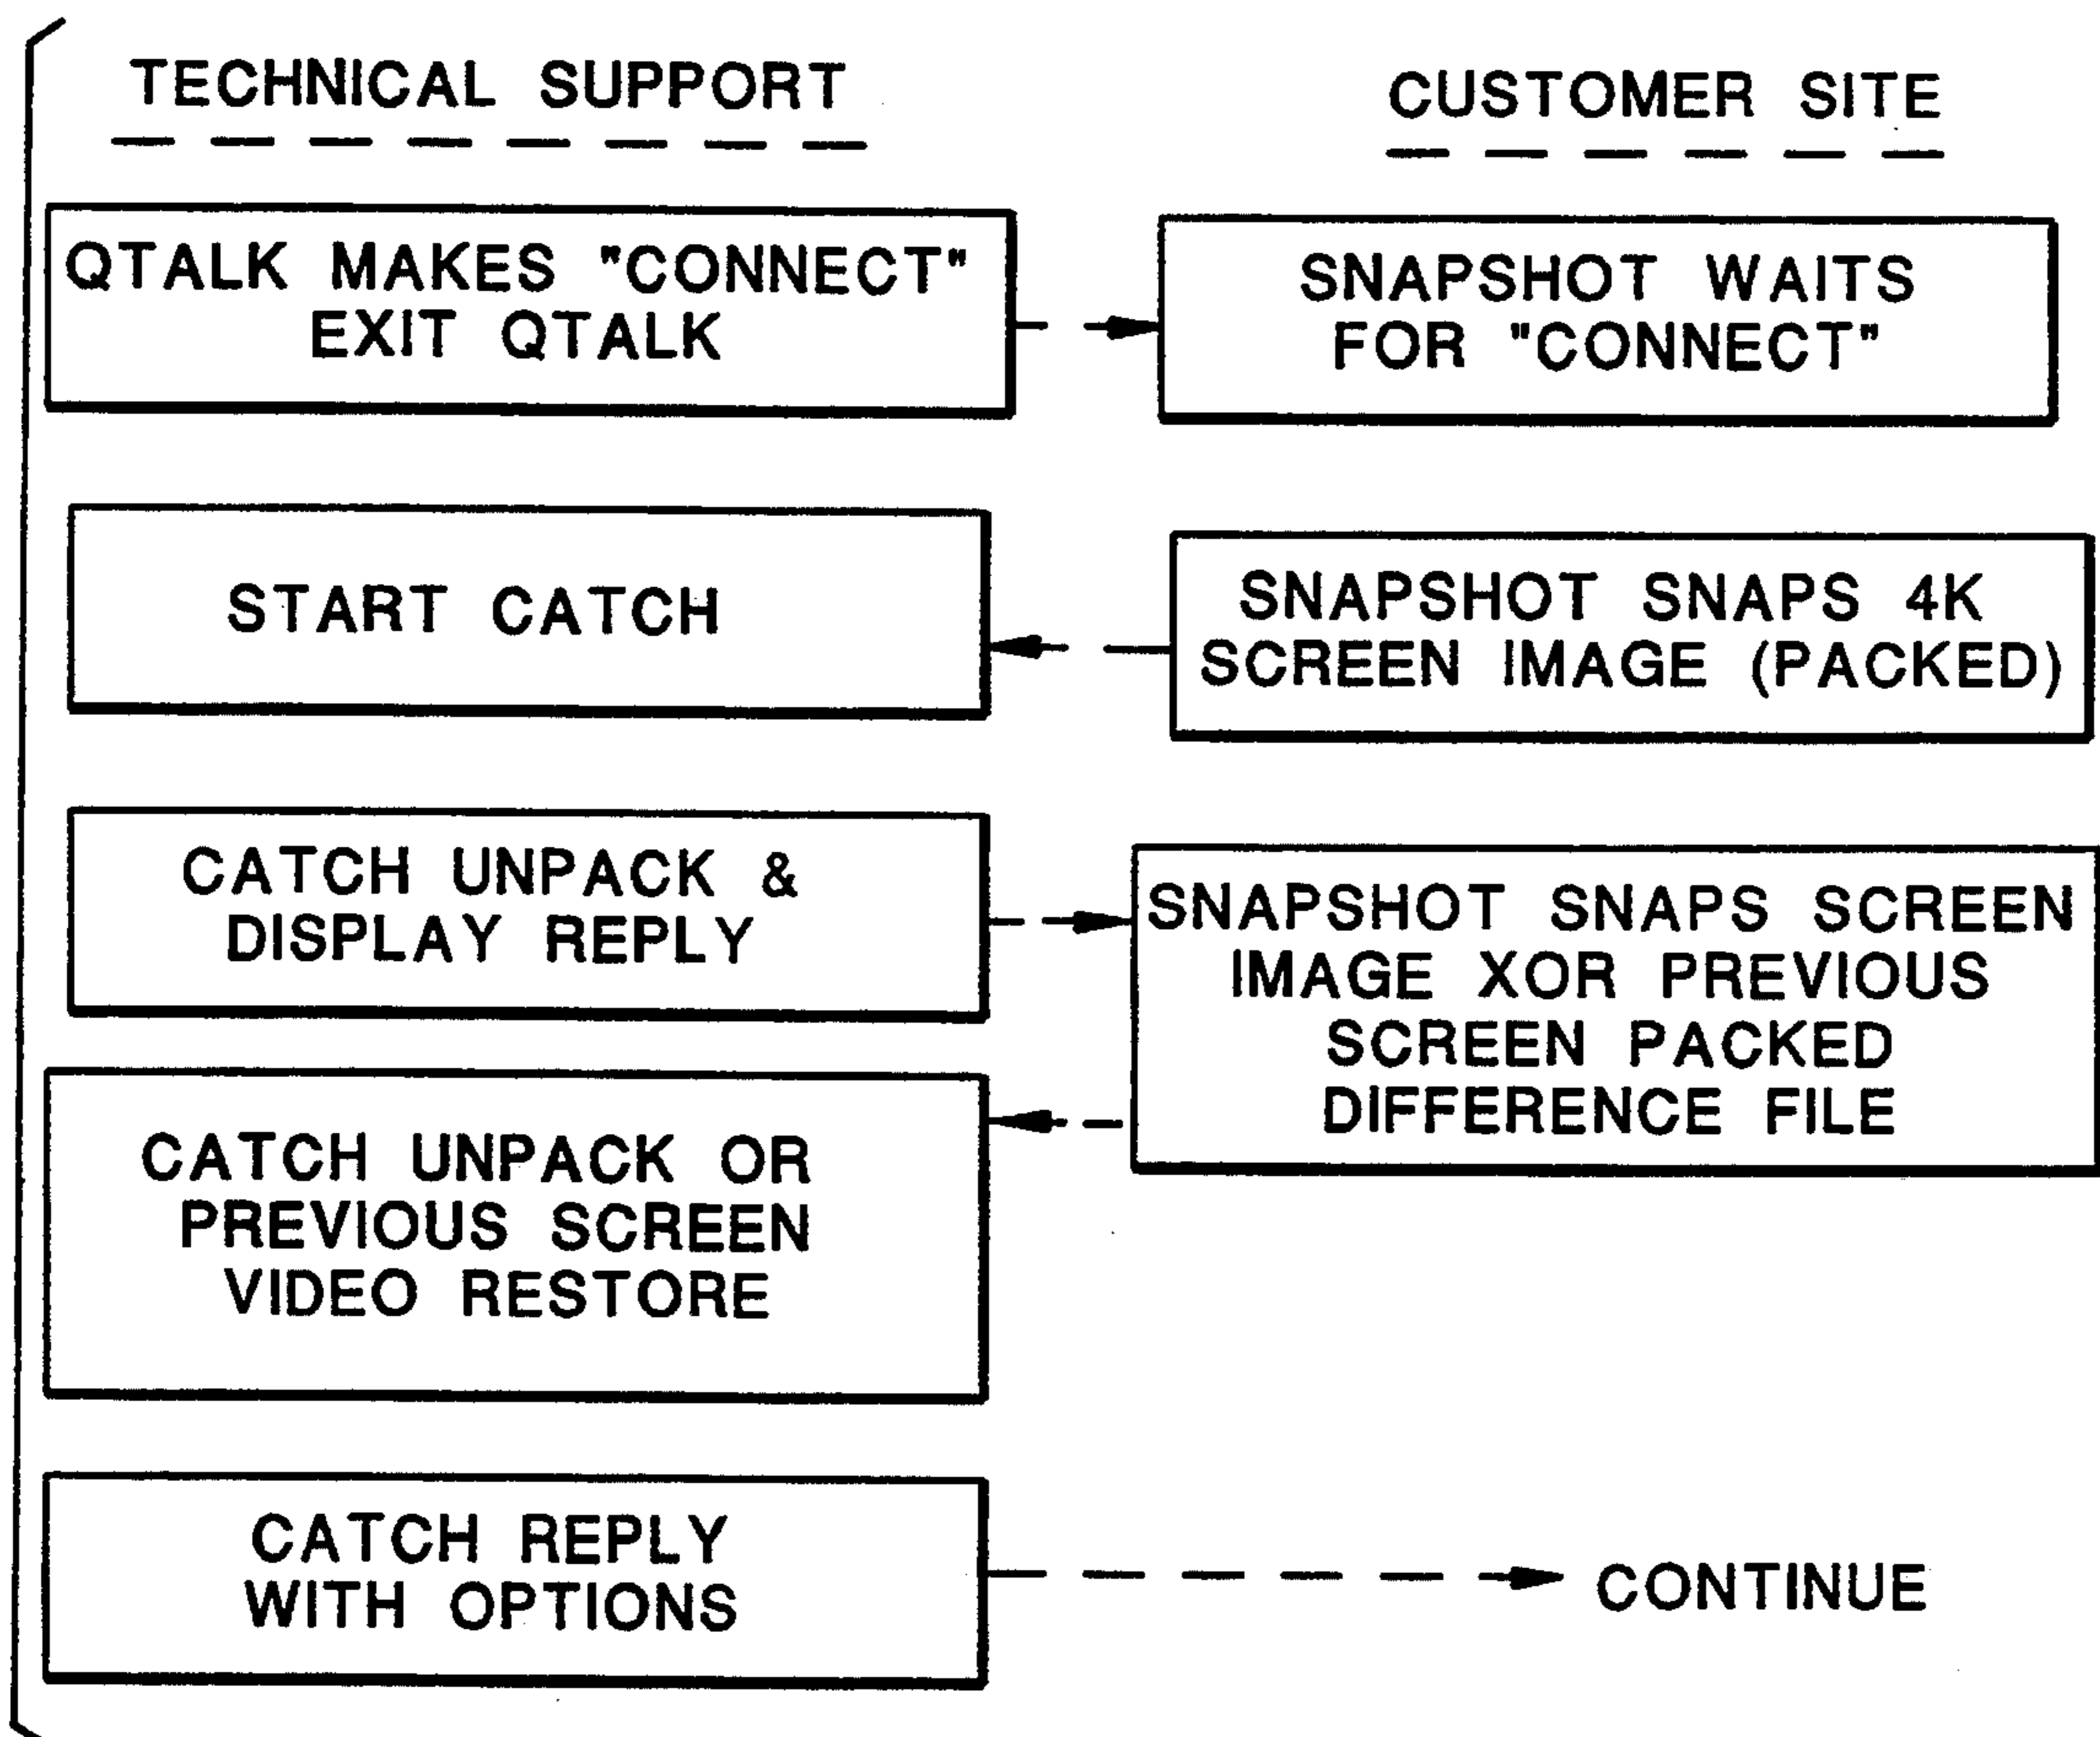 TECHNICAL SUPPORT
CUSTOMER SITE
QTALK MAKES "CONNECT"
EXIT QTALK
SNAPSHOT WAITS
FOR "CONNECT"
START CATCH
SNAPSHOT SNAPS 4K
SCREEN IMAGE (PACKED)
CATCH UNPACK &
DISPLAY REPLY
SNAPSHOT SNAPS SCREEN
IMAGE XOR PREVIOUS
SCREEN PACKED
DIFFERENCE FILE
CATCH UNPACK OR
PREVIOUS SCREEN
VIDEO RESTORE
CATCH REPLY
WITH OPTIONS
CONTINUE